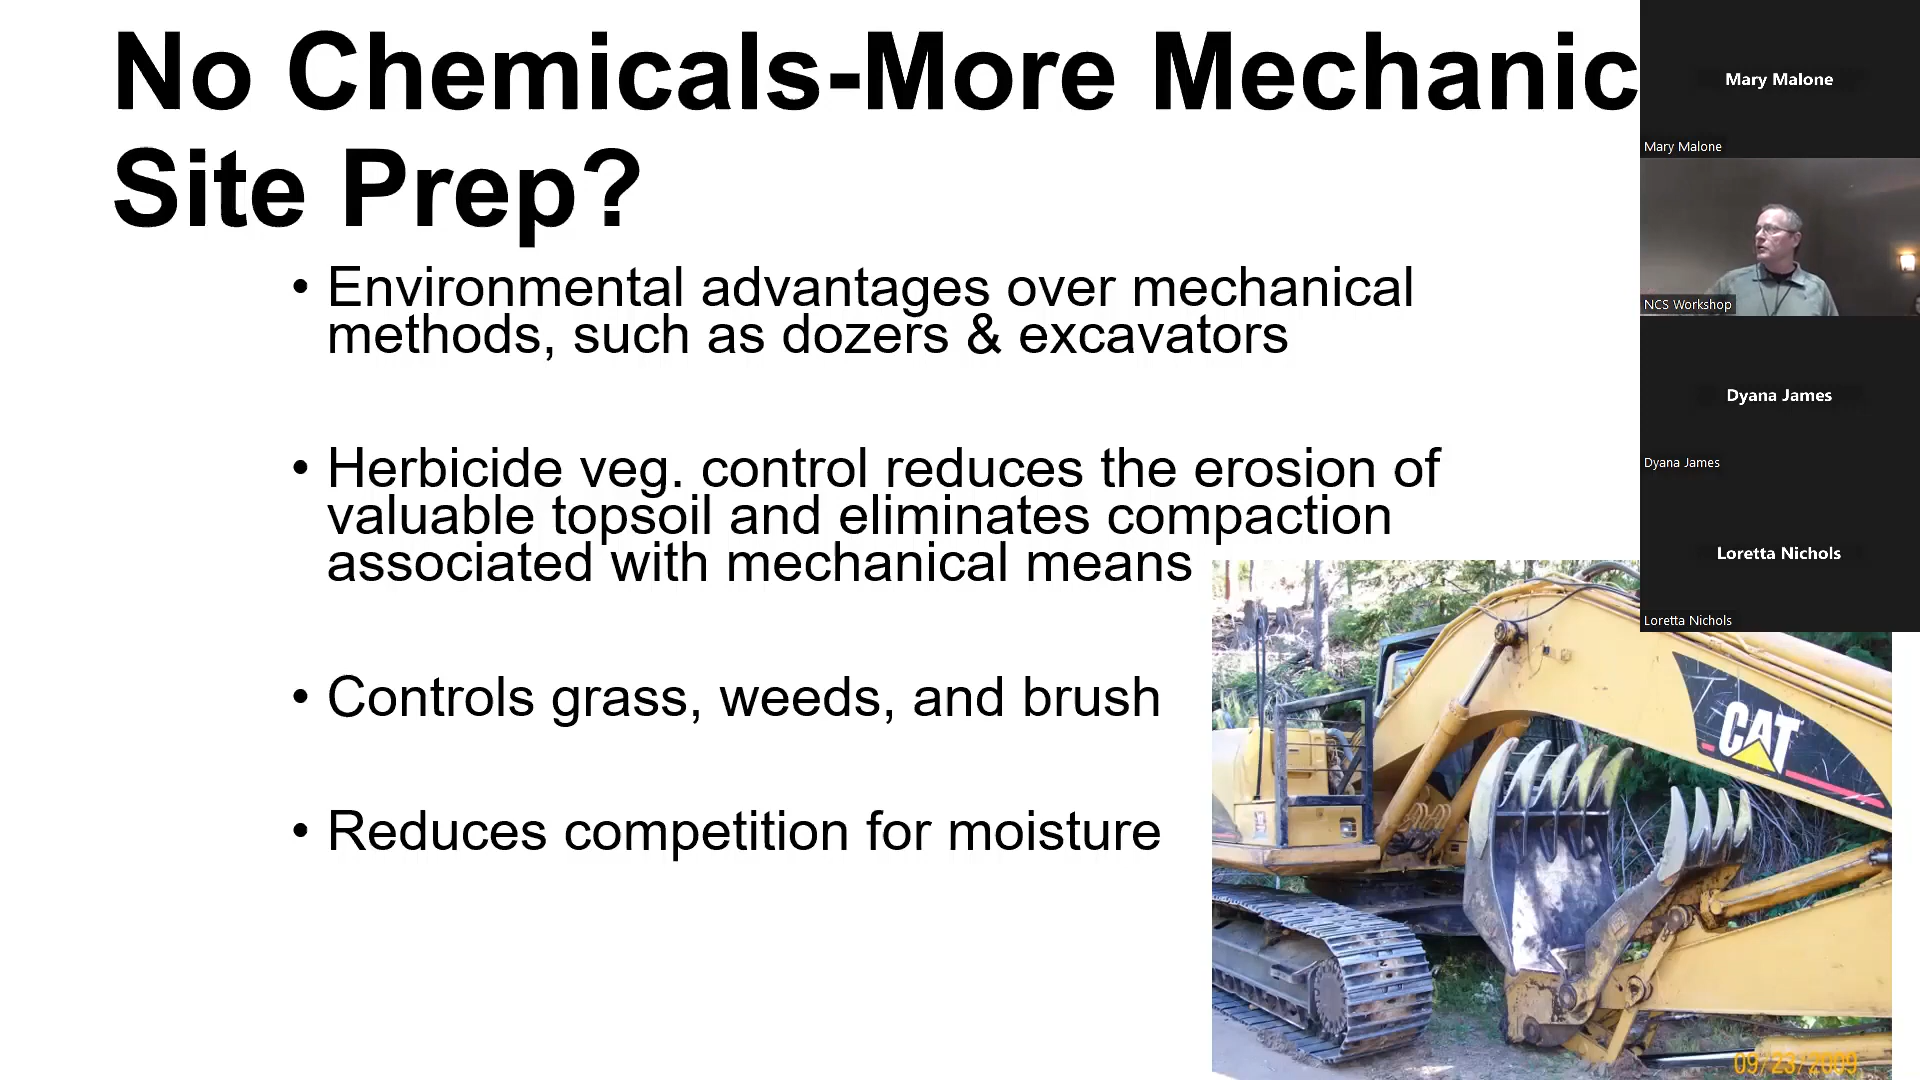 No Chemicals-More Mechanic
Site Prep?
• Environmental advantages over mechanical
methods, such as dozers & excavators
• Herbicide veg. control reduces the erosion of
valuable topsoil and eliminates compaction
associated with mechanical means
• Controls grass, weeds, and brush
• Reduces competition for moisture
CAT
09/23/2009
Mary Malone
Mary Malone
NCS Workshop
Dyana James
Dyana James
Loretta Nichols
Loretta Nichols